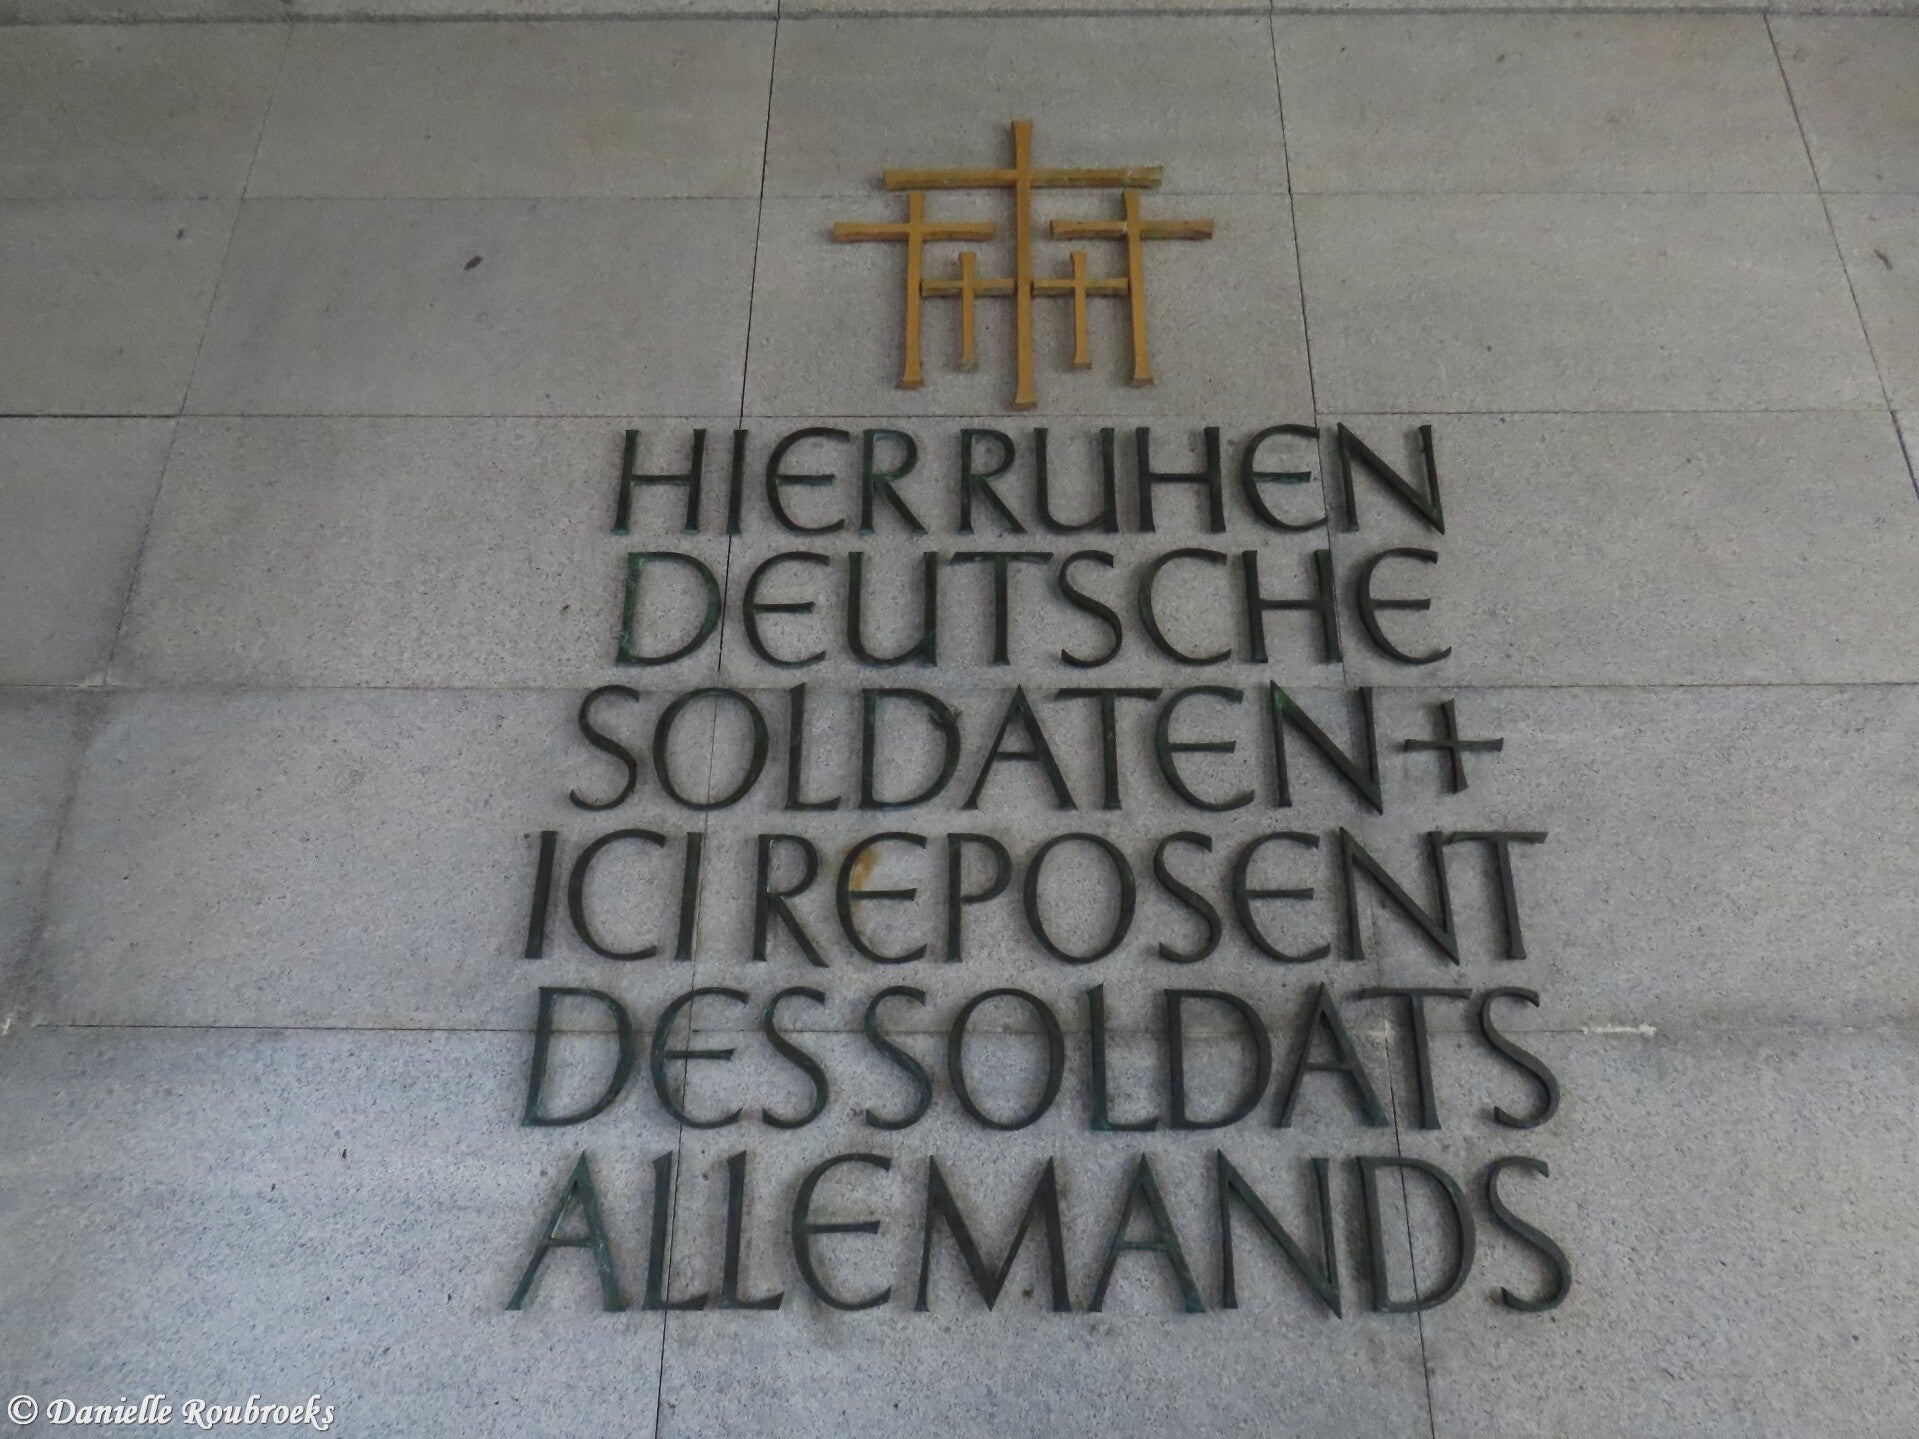 HIER RUHEN
DEUTSCHE
SOLDATEN +
ICI REPOSENT
DES SOLDATS
ALLEMANDS
© Danielle Roubroeks